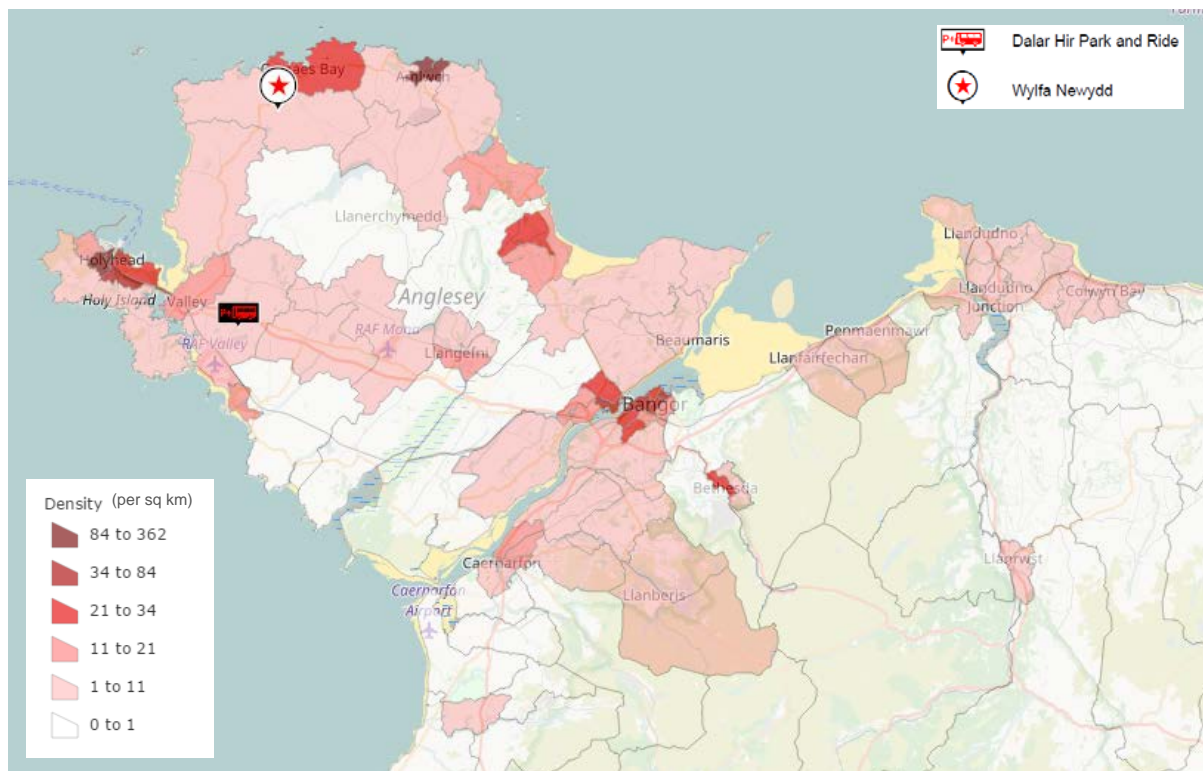 Dalar Hir Park and Ride
Wylfa Newydd
Amlwch
Llanerchymedd
Holyhead
Holy Island
Valley
Anglesey
RAF Mona
RAF Valley
Llangefni
Beaumaris
Bangor
Bethesda
Caernarfon
Caernarfon
Airport
Llanberis
Llandudno
Llandudno
Junction
Colwyn Bay
Penmaenmawr
Llanfairfechan
Llanrwst
Density (per sq km)
84 to 362
34 to 84
21 to 34
11 to 21
1 to 11
0 to 1